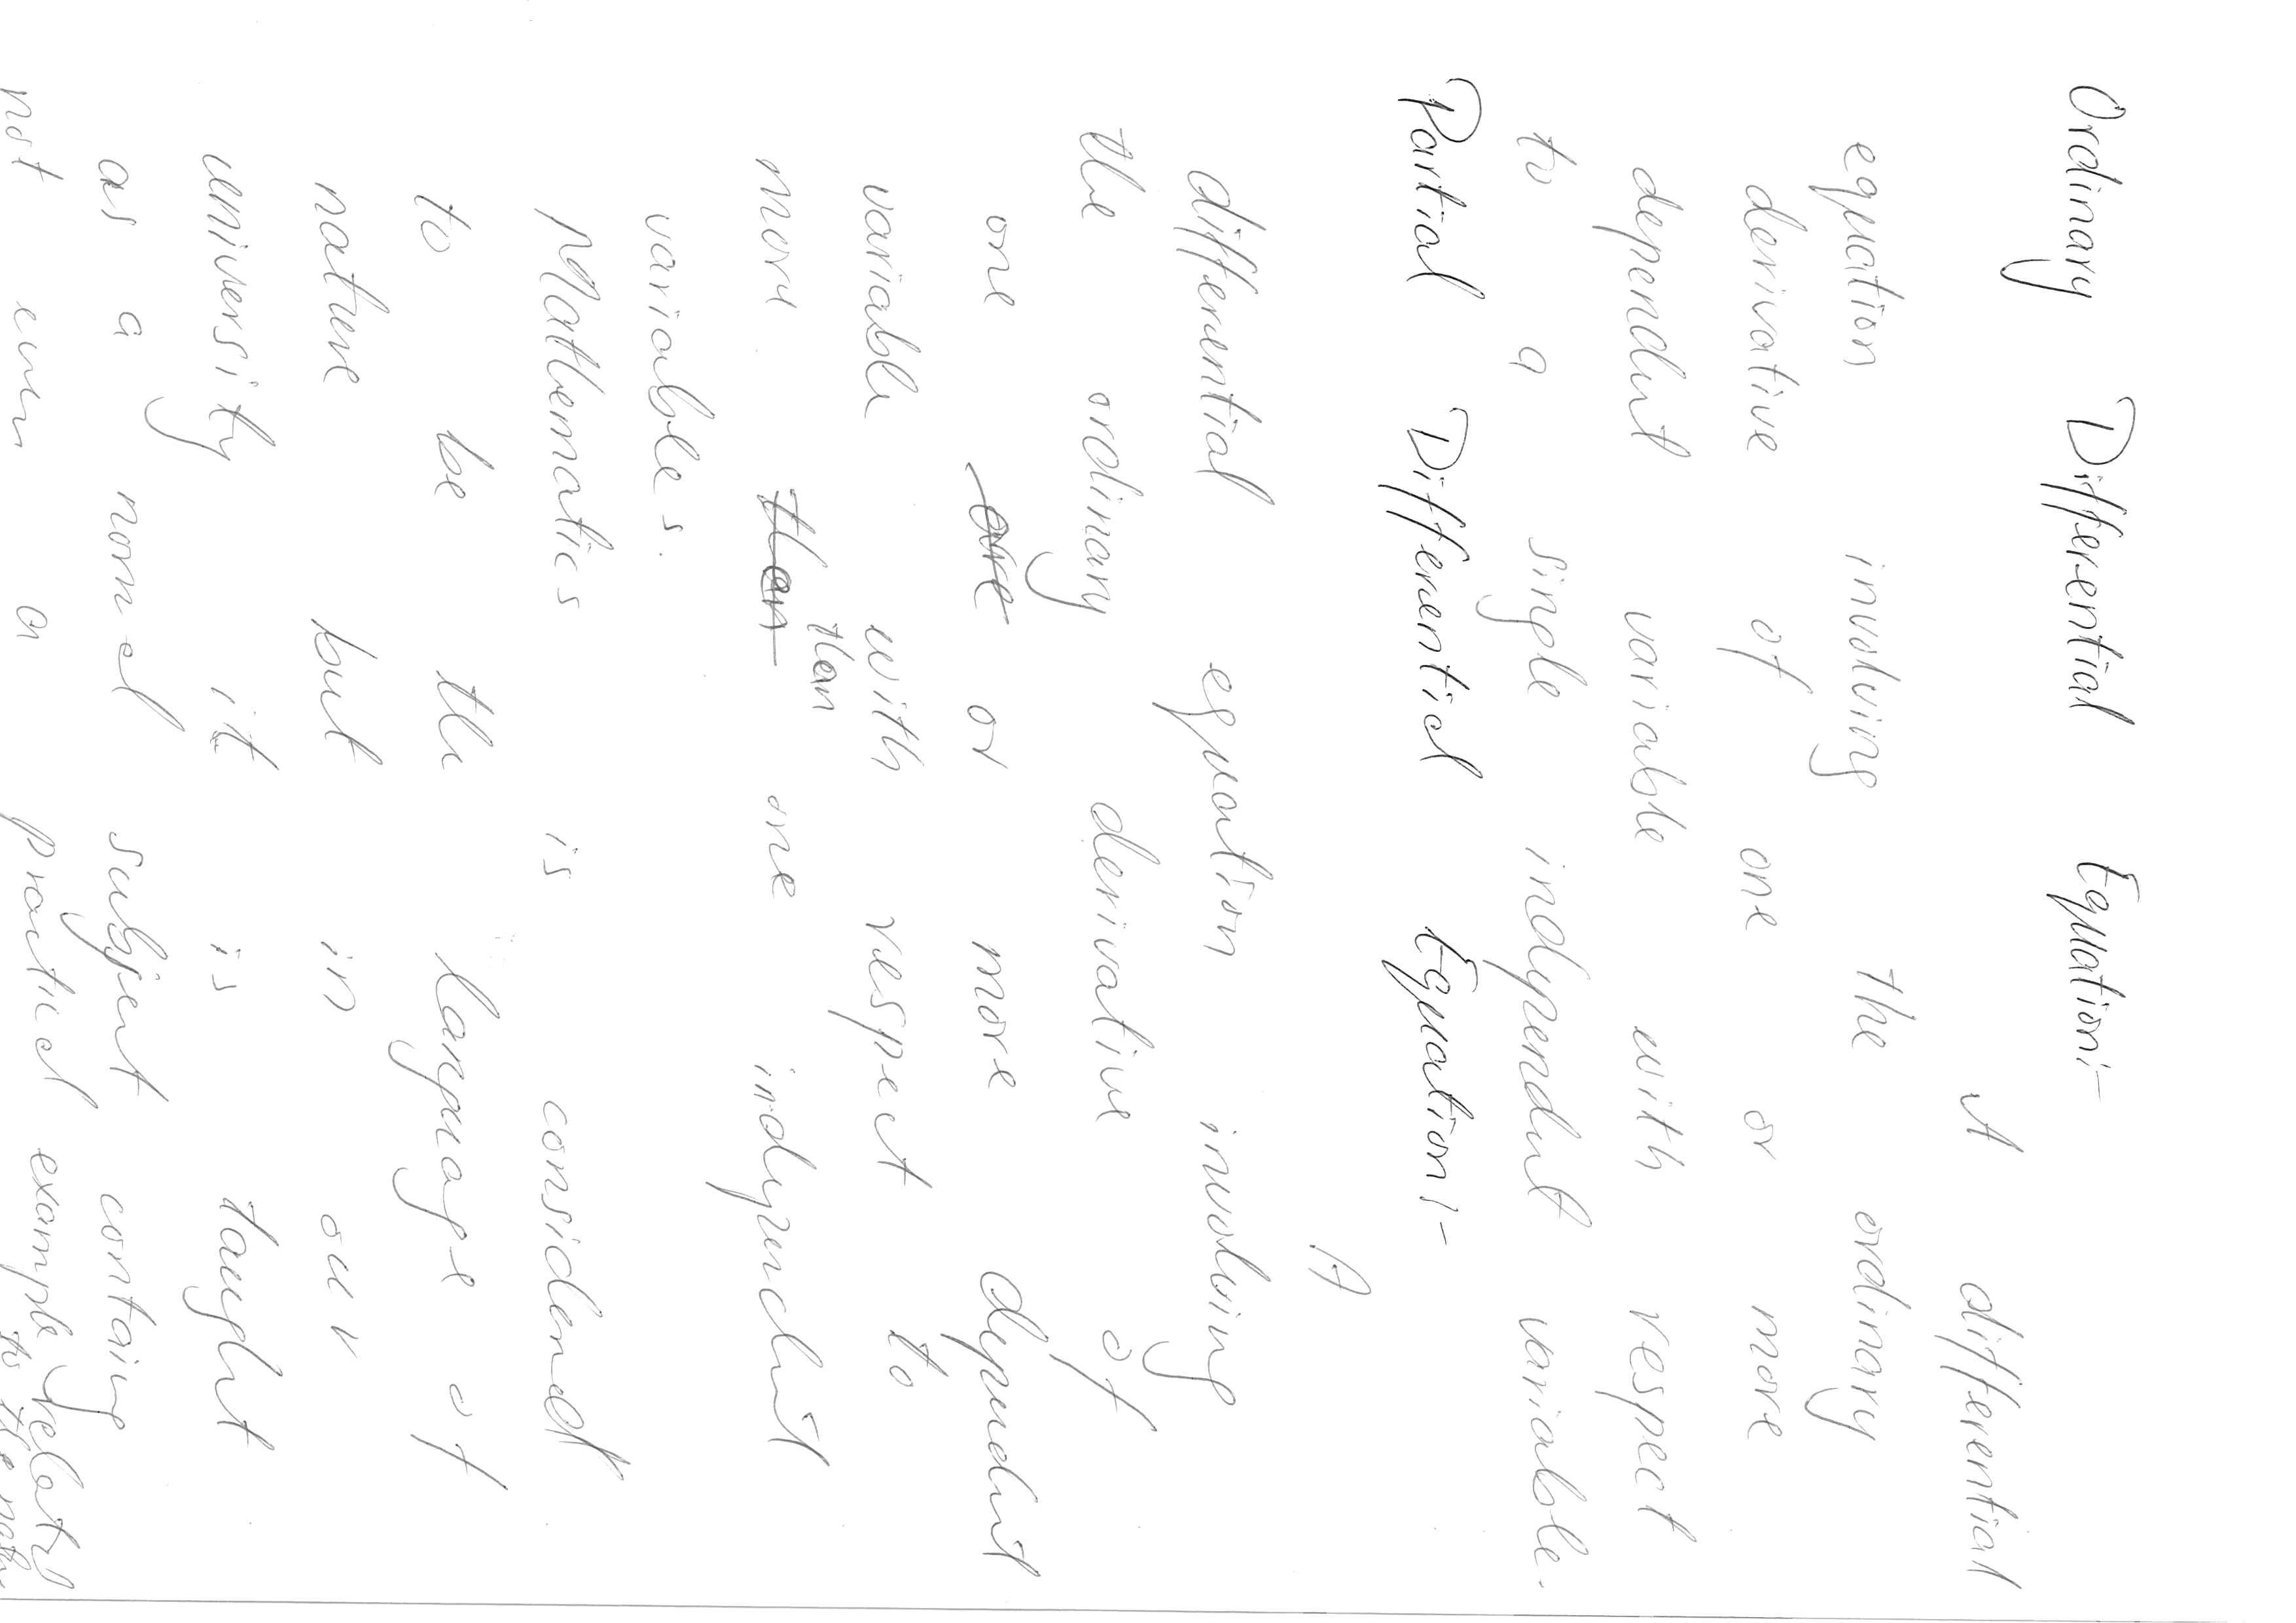 Ordinary Differential Equation:-
A differential
equation involving the ordinary
derivative of one or more
dependent variable with respect
to a single independent variable.
Partial Differential Equation:-
A
differential equation involving
the ordinary derivative of
one are or more dependent
variable with respect to
than
more than one independent
variables.
Mathematics is considered
to be the language of
nature but in our
university it is taught
as a normal subject containg
not even a practical example related
to the natu